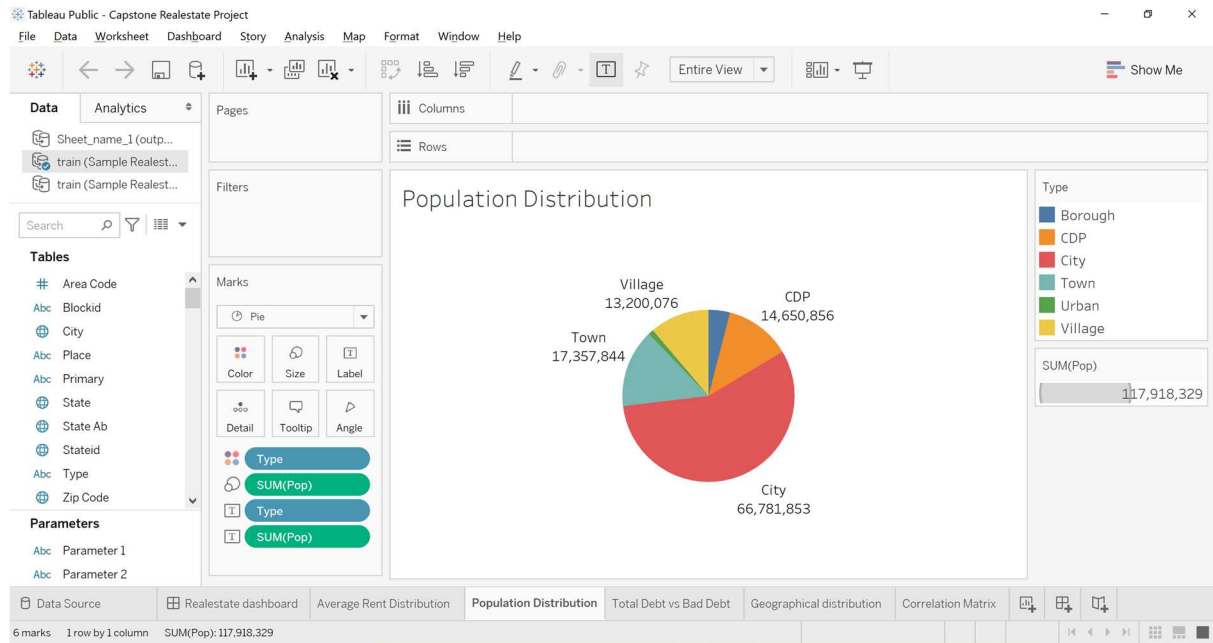 Tableau Public - Capstone Realestate Project
File Data Worksheet Dashboard Story Analysis Map Format Window Help
Entire View
Show Me
Data Analytics
Sheet_name_1 (outp...
train (Sample Realest...
train (Sample Realest...
Search
Tables
Area Code
Abc Blockid
City
Abc Place
Abc Primary
State
State Ab
Stateid
Abc Type
Zip Code
Parameters
Abc Parameter 1
Abc Parameter 2
Pages
Filters
Marks
Pie
Color Size Label
Detail Tooltip Angle
Type
SUM(Pop)
Type
SUM(Pop)
Columns
Rows
Population Distribution
Village
13,200,076
CDP
14,650,856
Town
17,357,844
City
66,781,853
Type
Borough
CDP
City
Town
Urban
Village
SUM(Pop)
117,918,329
Data Source Realestate dashboard Average Rent Distribution Population Distribution Total Debt vs Bad Debt Geographical distribution Correlation Matrix
6 marks 1 row by 1 column SUM(Pop): 117,918,329